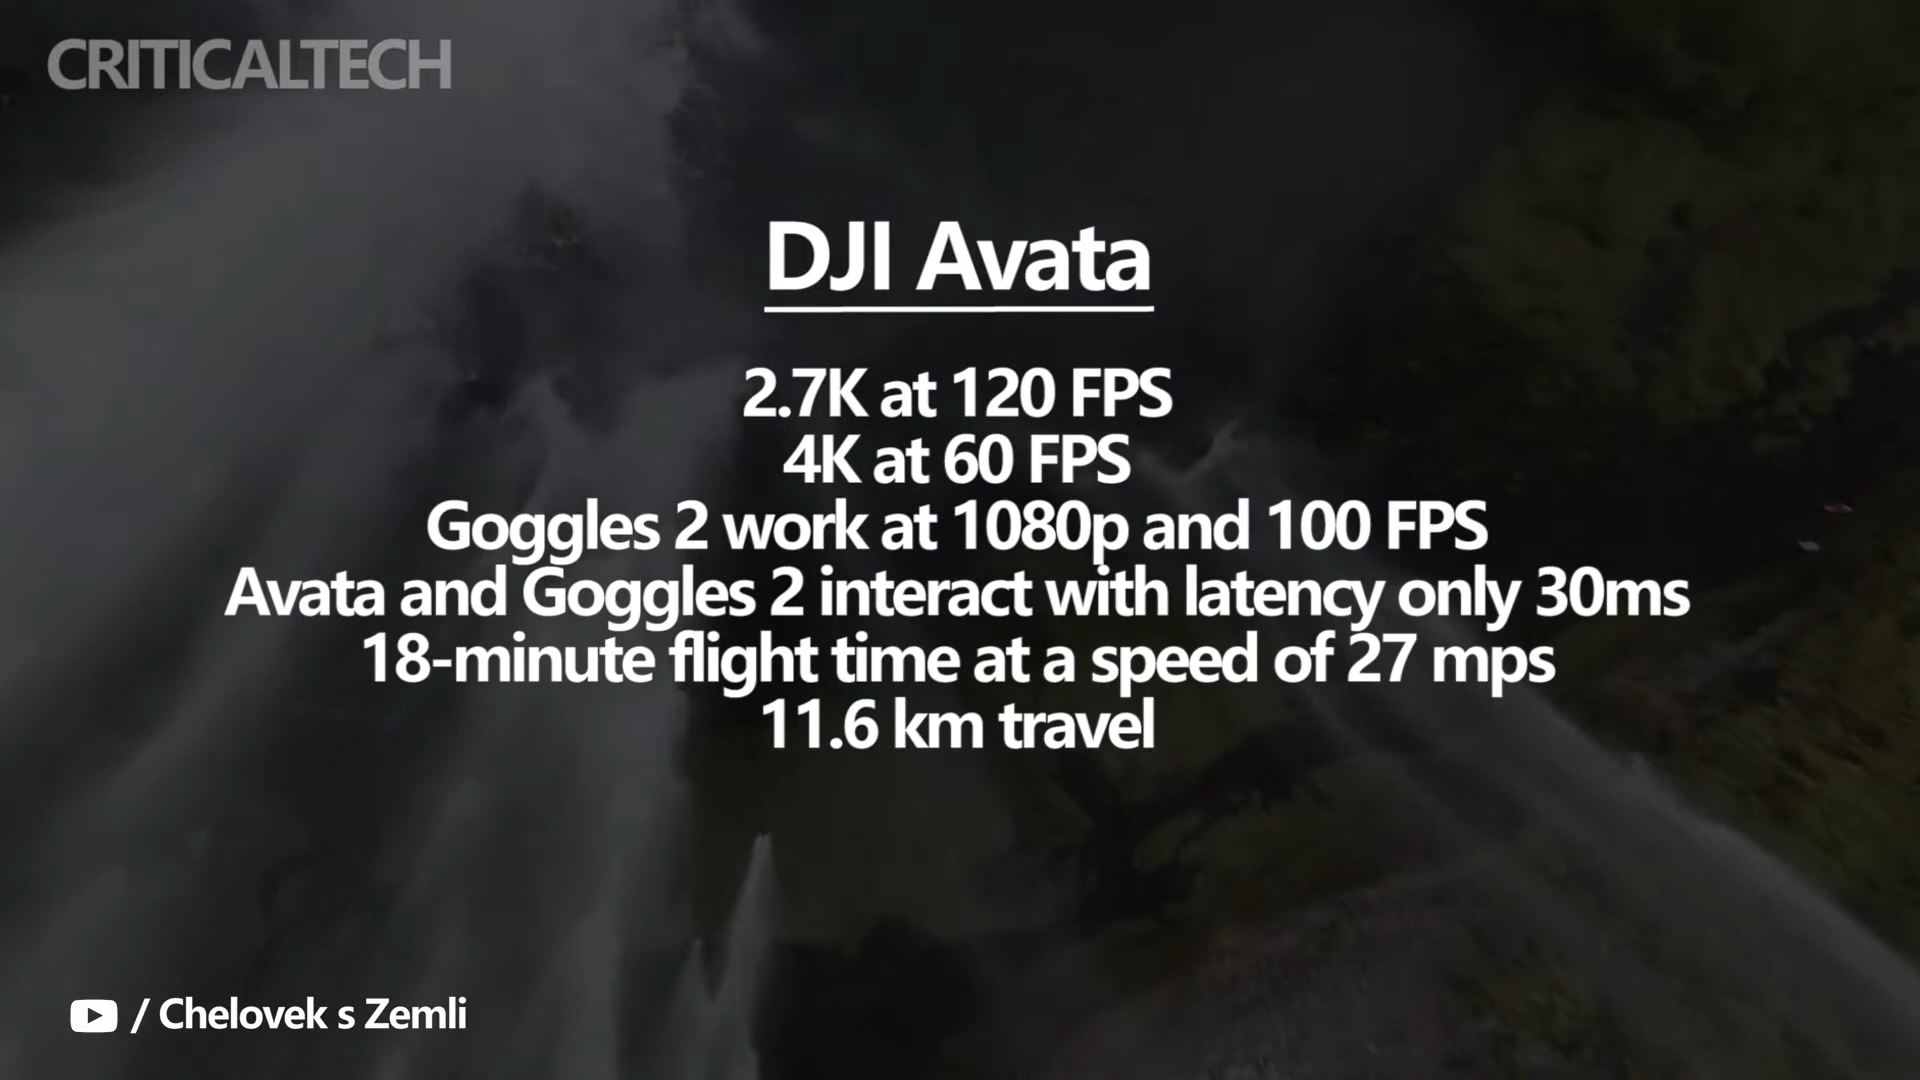 CRITICALTECH
DJI Avata
2.7K at 120 FPS
4K at 60 FPS
Goggles 2 work at 1080p and 100 FPS
Avata and Goggles 2 interact with latency only 30ms
18-minute flight time at a speed of 27 mps
11.6 km travel
/ Chelovek s Zemli